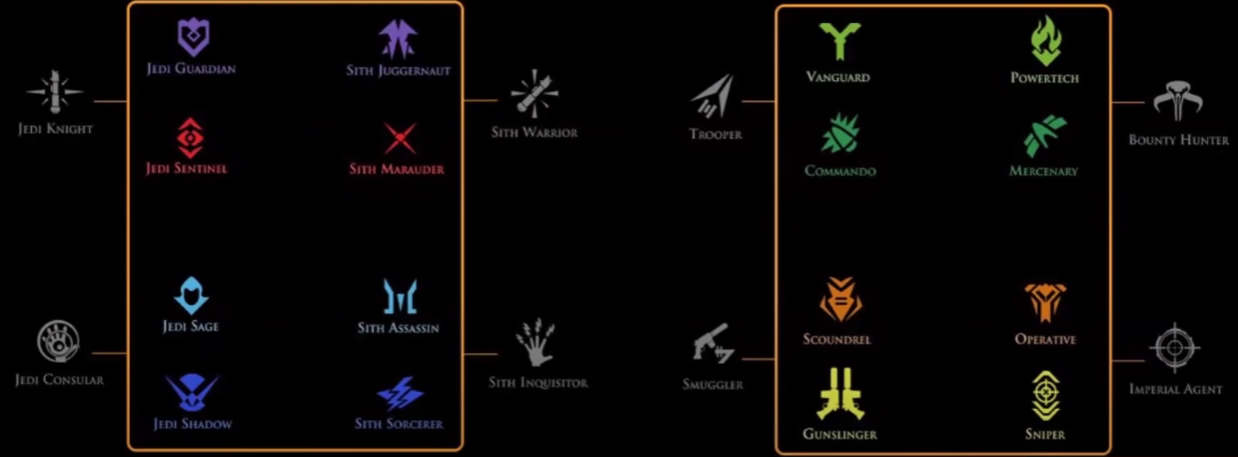 Jedi Guardian
Sith Juggernaut
Jedi Knight
Sith Warrior
Jedi Sentinel
Sith Marauder
Jedi Sage
Sith Assassin
Jedi Consular
Sith Inquisitor
Jedi Shadow
Sith Sorcerer
Vanguard
Powertech
Trooper
Bounty Hunter
Commando
Mercenary
Scoundrel
Operative
Smuggler
Imperial Agent
Gunslinger
Sniper